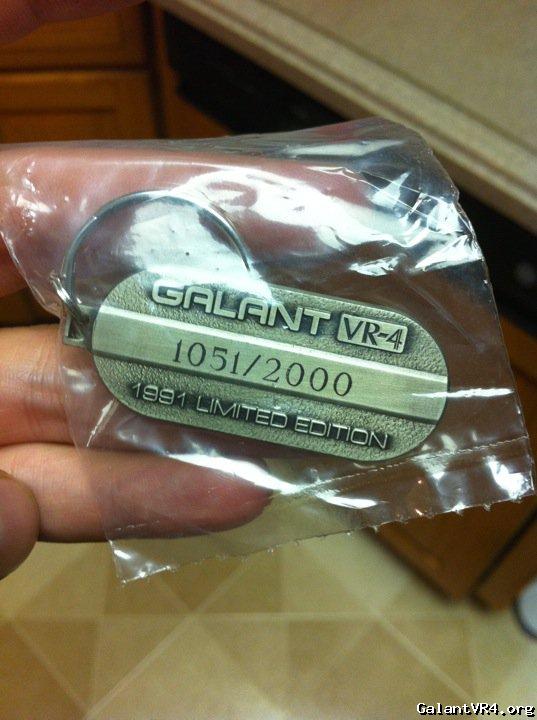 GALANT VR-4
1051/2000
1991 LIMITED EDITION
GalantVR4.org